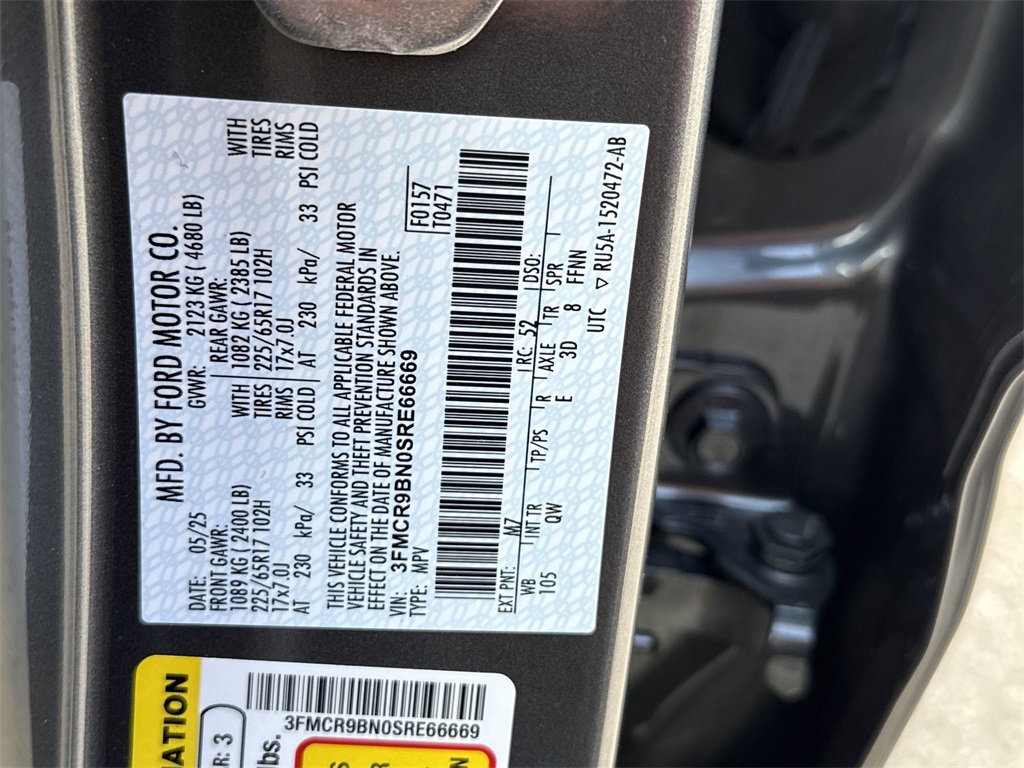 MFD. BY FORD MOTOR CO.
DATE: 05/25 GVWR: 2123 KG ( 4680 LB)
FRONT GAWR: REAR GAWR:
1089 KG ( 2400 LB) WITH 1082 KG ( 2385 LB) WITH
225/65R17 102H TIRES 225/65R17 102H TIRES
17x7.0J RIMS 17x7.0J RIMS
AT 230 kPa/ 33 PSI COLD AT 230 kPa/ 33 PSI COLD
THIS VEHICLE CONFORMS TO ALL APPLICABLE FEDERAL MOTOR
VEHICLE SAFETY AND THEFT PREVENTION STANDARDS IN
EFFECT ON THE DATE OF MANUFACTURE SHOWN ABOVE.
VIN: 3FMCR9BN0SRE66669
TYPE: MPV
F0157
T0471
EXT PNT: M7 RC: 52 DSO:
WB INT TR TP/PS R AXLE TR SPR
105 QW E 3D 8 FFNN
UTC ▽ RU5A-1520472-AB
3FMCR9BN0SRE66669
R: 3
lbs.